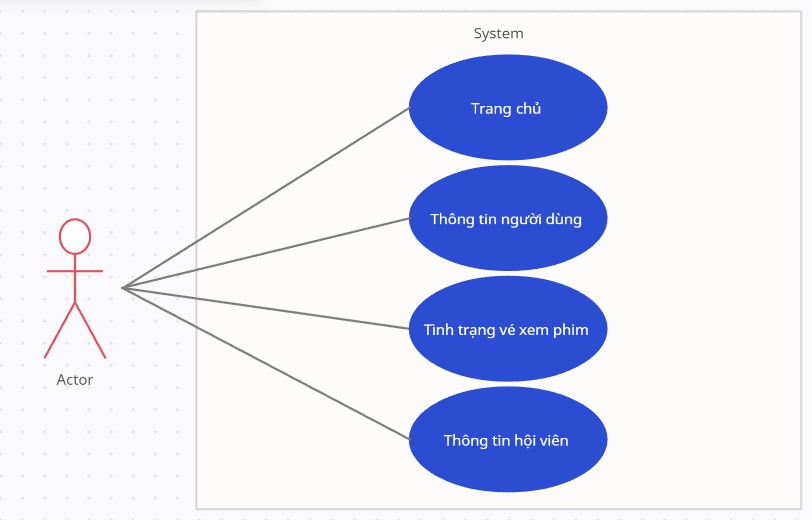 System
Trang chủ
Thông tin người dùng
Tình trạng vé xem phim
Thông tin hội viên
Actor